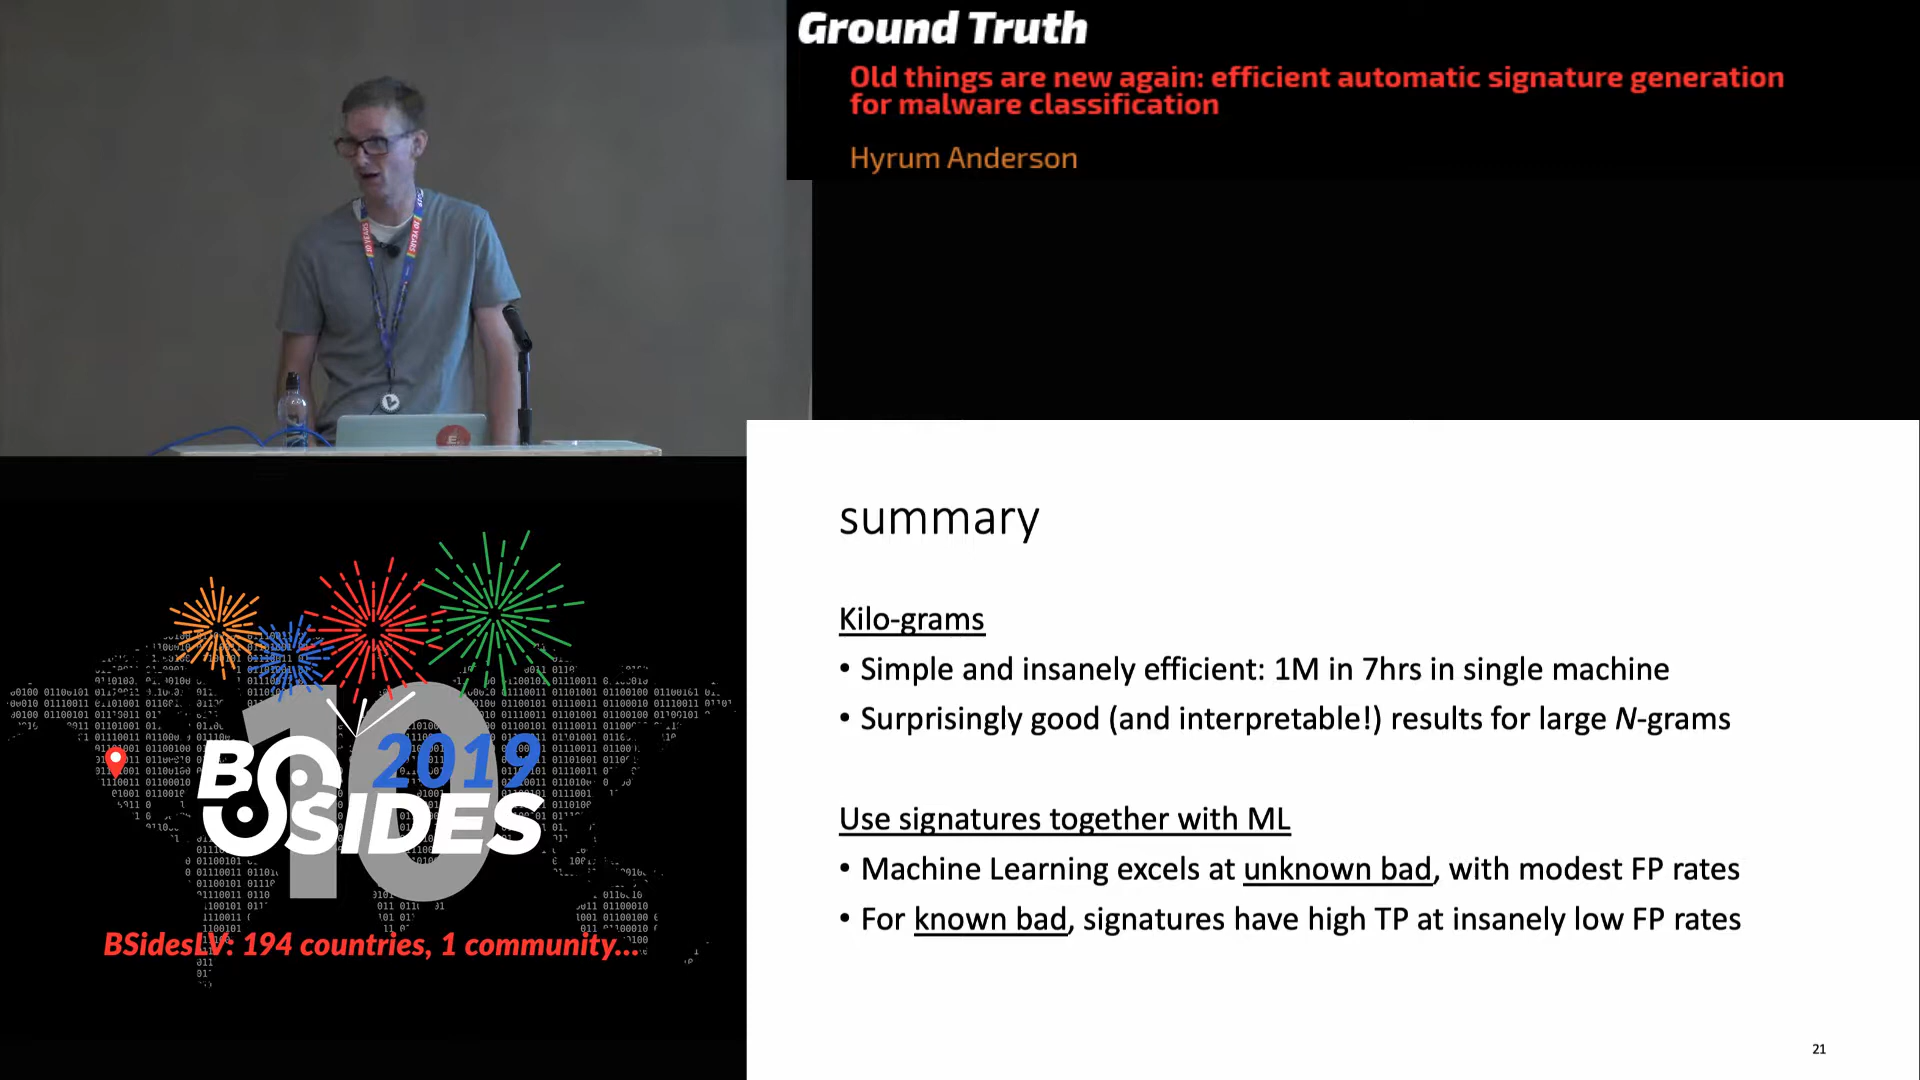 Ground Truth
Old things are new again: efficient automatic signature generation
for malware classification
Hyrum Anderson
E.
summary
Kilo-grams
• Simple and insanely efficient: 1M in 7hrs in single machine
• Surprisingly good (and interpretable!) results for large N-grams
Use signatures together with ML
• Machine Learning excels at unknown bad, with modest FP rates
• For known bad, signatures have high TP at insanely low FP rates
21
10
2019
BSIDES
BSidesLV: 194 countries, 1 community...